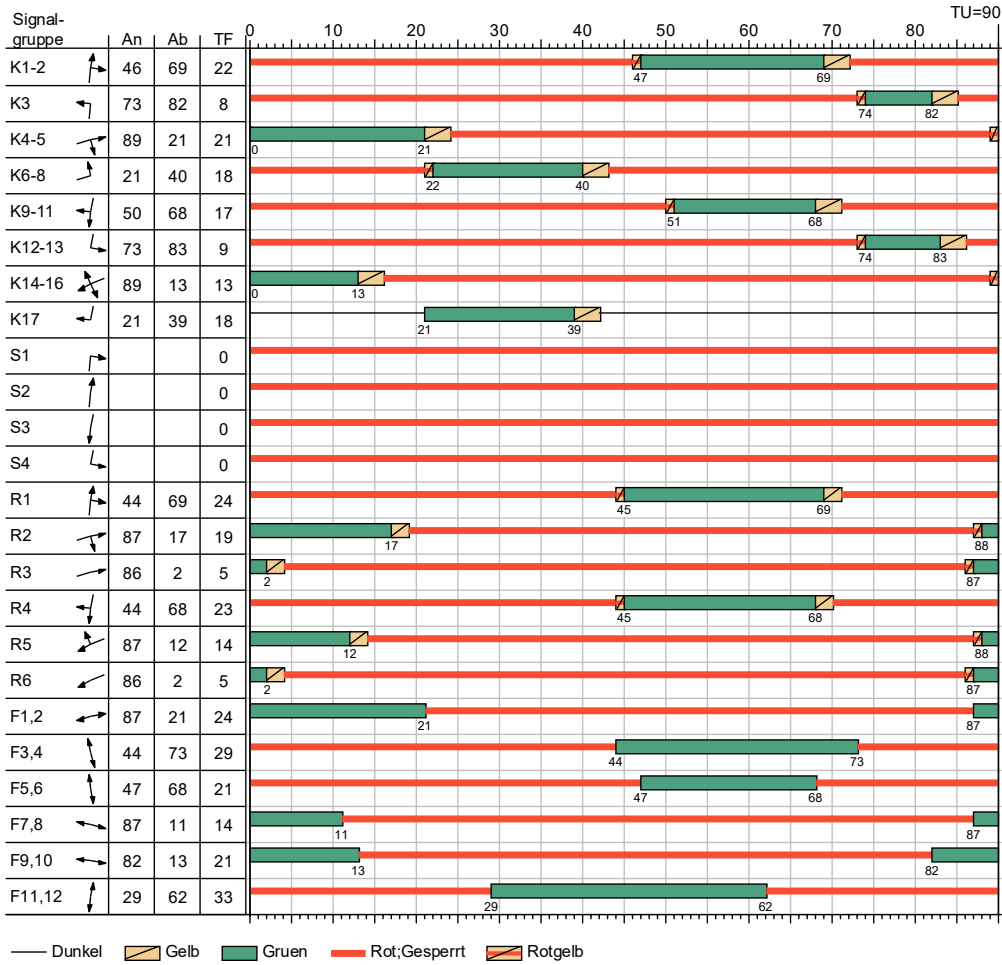 TU=90
Signal-
gruppe An Ab TF 0 10 20 30 40 50 60 70 80
K1-2 46 69 22
47 69
K3 73 82 8
74 82
K4-5 89 21 21
0 21
K6-8 21 40 18
22 40
K9-11 50 68 17
51 68
K12-13 73 83 9
74 83
K14-16 89 13 13
0 13
K17 21 39 18
21 39
S1 0
S2 0
S3 0
S4 0
R1 44 69 24
45 69
R2 87 17 19
17 88
R3 86 2 5
2 87
R4 44 68 23
45 68
R5 87 12 14
12 88
R6 86 2 5
2 87
F1,2 87 21 24
21 87
F3,4 44 73 29
44 73
F5,6 47 68 21
47 68
F7,8 87 11 14
11 87
F9,10 82 13 21
13 82
F11,12 29 62 33
29 62
Dunkel Gelb Gruen Rot;Gesperrt Rotgelb